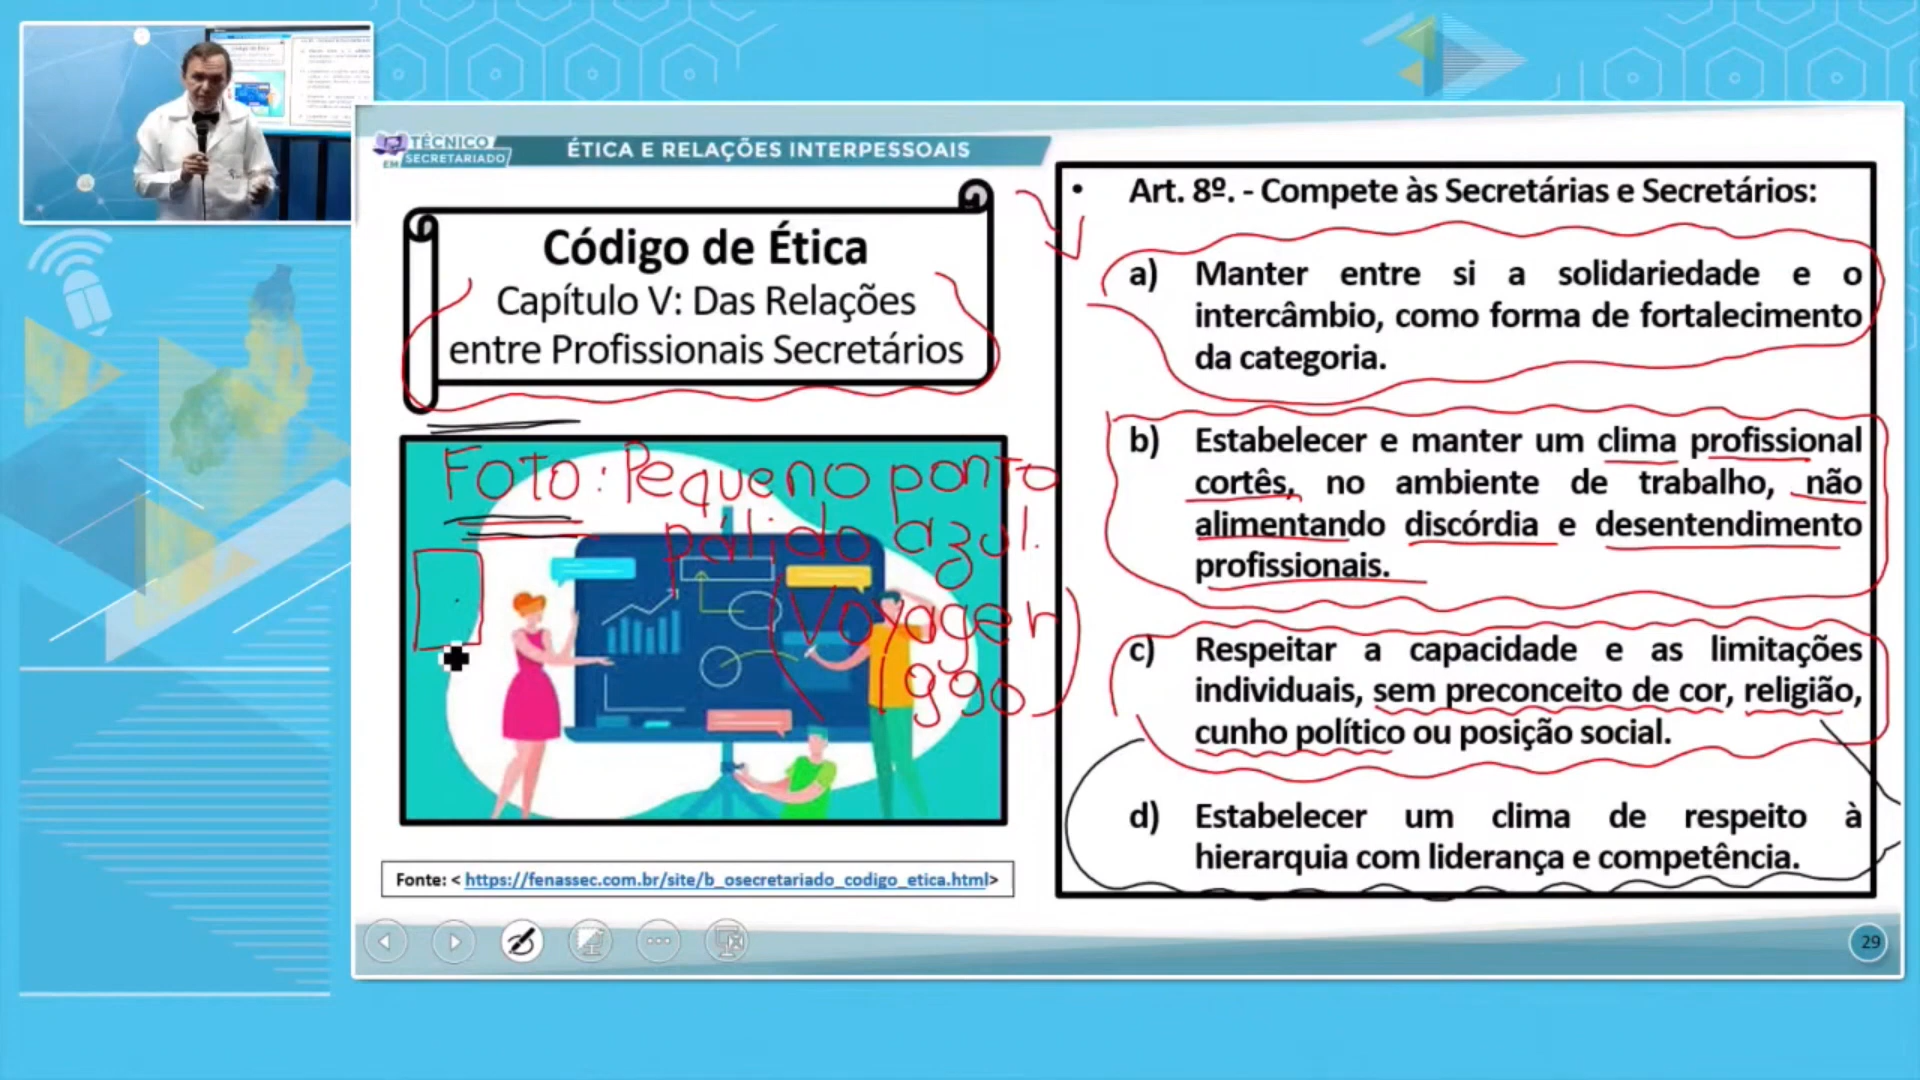 TÉCNICO
EM SECRETARIADO
ÉTICA E RELAÇÕES INTERPESSOAIS
Código de Ética
Capítulo V: Das Relações
entre Profissionais Secretários
FOTO: Pequeno ponto
pálido azul.
(Voyager 1
990)
Fonte: < https://fenassec.com.br/site/b_osecretariado_codigo_etica.html>
• Art. 8º. - Compete às Secretárias e Secretários:
a) Manter entre si a solidariedade e o
intercâmbio, como forma de fortalecimento
da categoria.
b) Estabelecer e manter um clima profissional
cortês, no ambiente de trabalho, não
alimentando discórdia e desentendimento
profissionais.
c) Respeitar a capacidade e as limitações
individuais, sem preconceito de cor, religião,
cunho político ou posição social.
d) Estabelecer um clima de respeito à
hierarquia com liderança e competência.
29